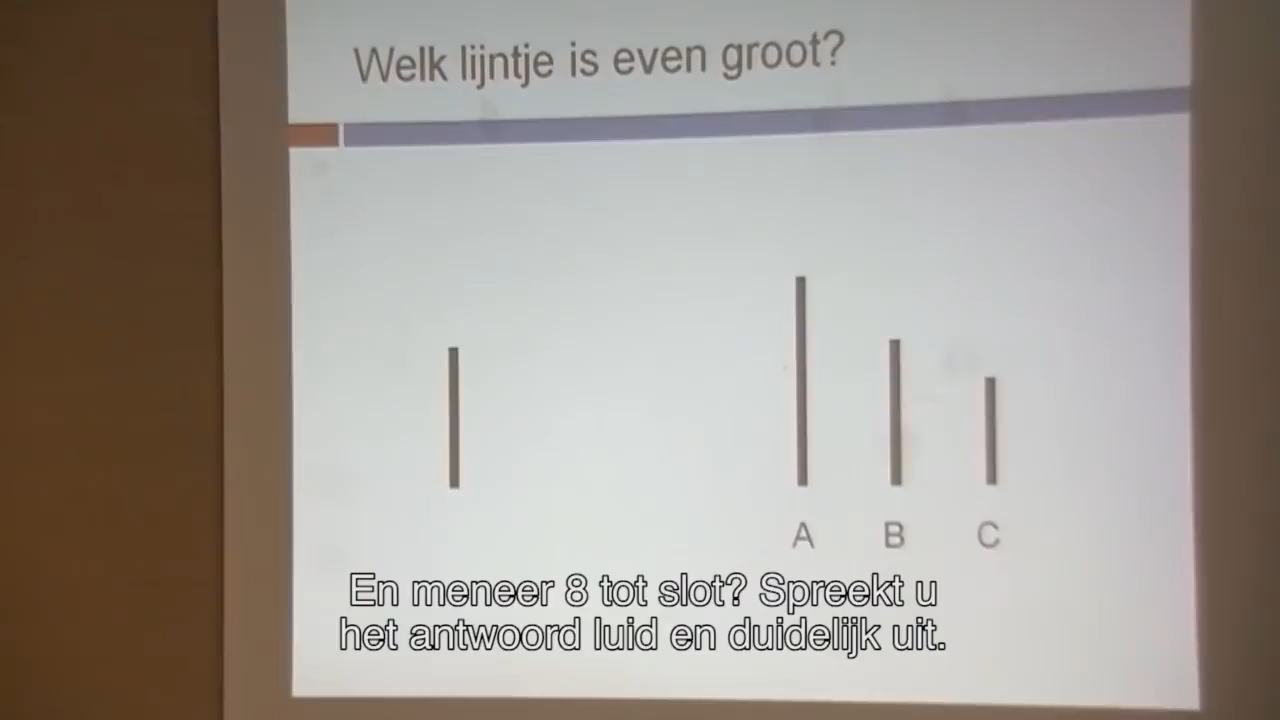 Welk lijntje is even groot?
A B C
En meneer 8 tot slot? Spreekt u
het antwoord luid en duidelijk uit.